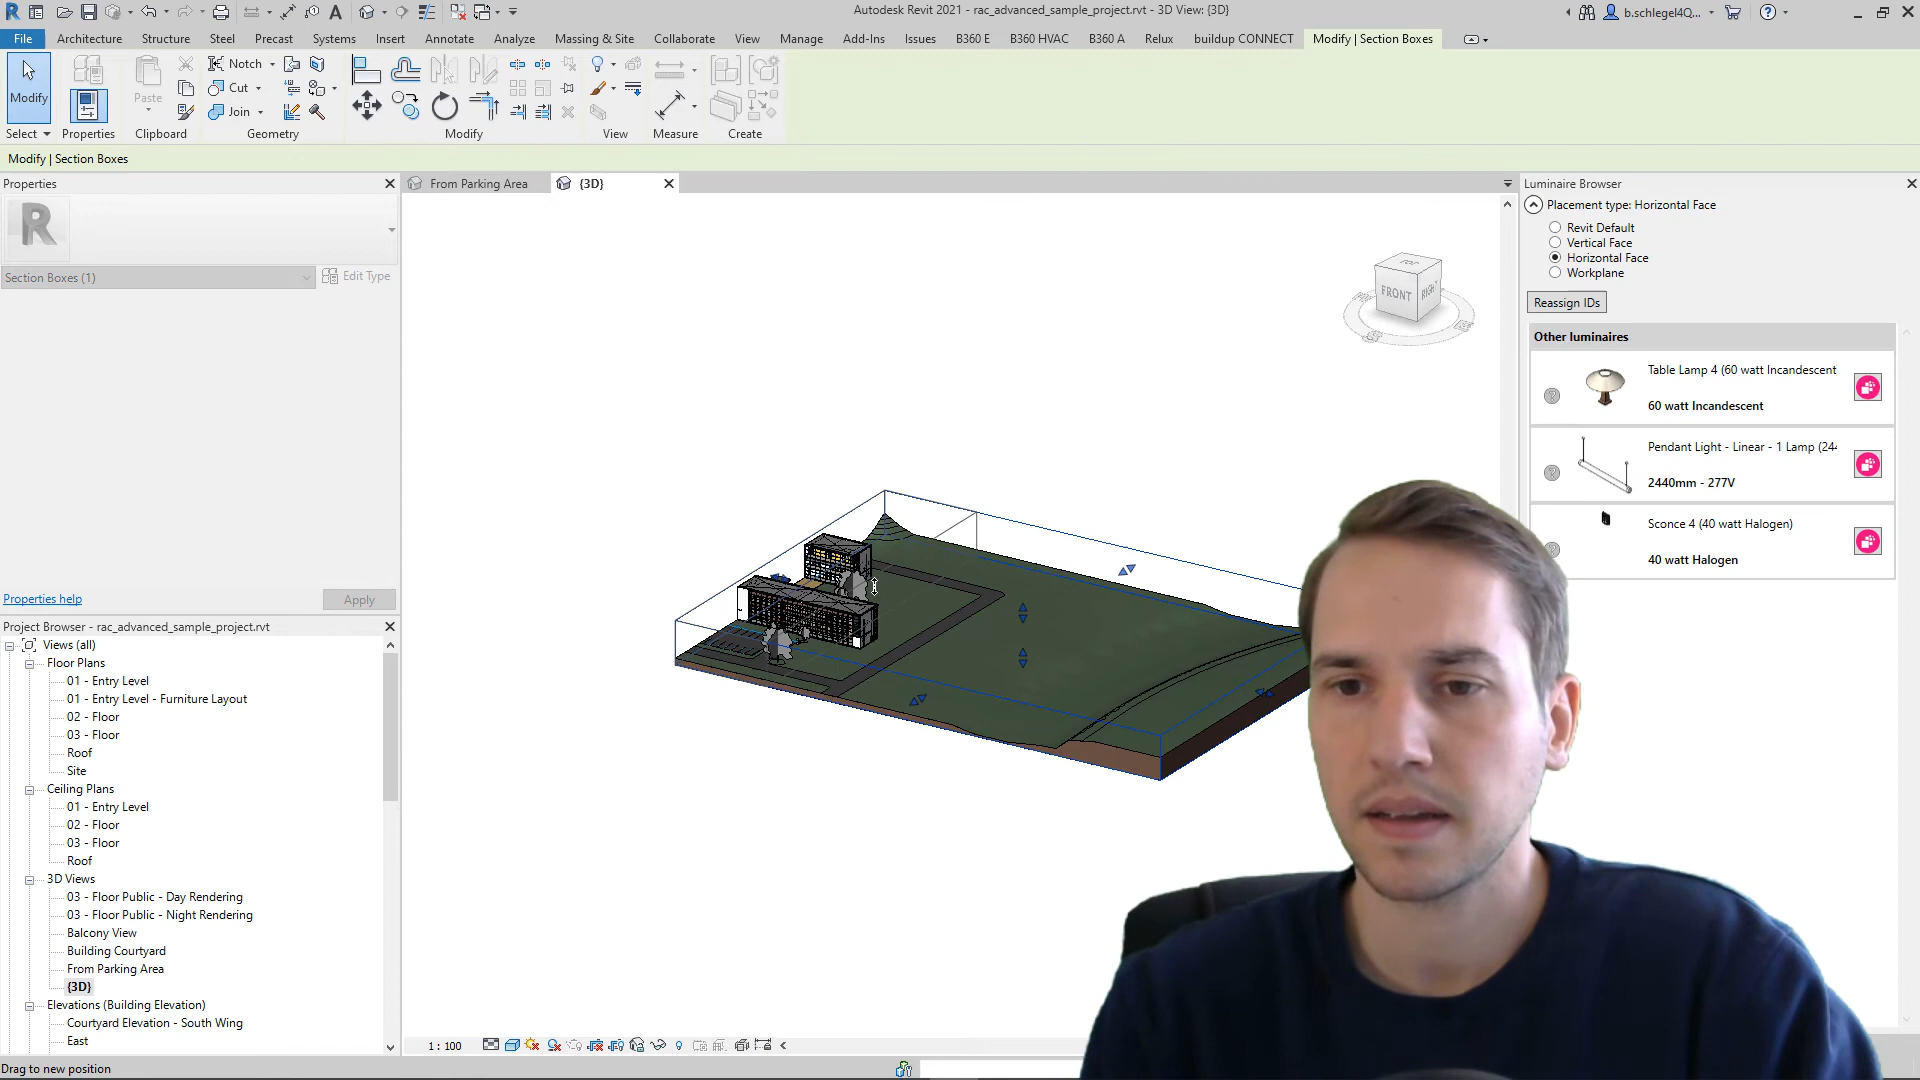 Autodesk Revit 2021 - rac_advanced_sample_project.rvt - 3D View: {3D}
b.schlegel4Q...
File
Architecture
Structure
Steel
Precast
Systems
Insert
Annotate
Analyze
Massing & Site
Collaborate
View
Manage
Add-Ins
Issues
B360 E
B360 HVAC
B360 A
Relux
buildup CONNECT
Modify | Section Boxes
Modify
Paste
Notch
Cut
Join
Select
Properties
Clipboard
Geometry
Modify
View
Measure
Create
Modify | Section Boxes
Properties
Section Boxes (1)
Edit Type
Properties help
Apply
Project Browser - rac_advanced_sample_project.rvt
Views (all)
Floor Plans
01 - Entry Level
01 - Entry Level - Furniture Layout
02 - Floor
03 - Floor
Roof
Site
Ceiling Plans
01 - Entry Level
02 - Floor
03 - Floor
Roof
3D Views
03 - Floor Public - Day Rendering
03 - Floor Public - Night Rendering
Balcony View
Building Courtyard
From Parking Area
{3D}
Elevations (Building Elevation)
Courtyard Elevation - South Wing
East
Drag to new position
From Parking Area
{3D}
TOP
FRONT
RIGHT
1 : 100
Luminaire Browser
Placement type: Horizontal Face
Revit Default
Vertical Face
Horizontal Face
Workplane
Reassign IDs
Other luminaires
Table Lamp 4 (60 watt Incandescent
60 watt Incandescent
Pendant Light - Linear - 1 Lamp (244
2440mm - 277V
Sconce 4 (40 watt Halogen)
40 watt Halogen